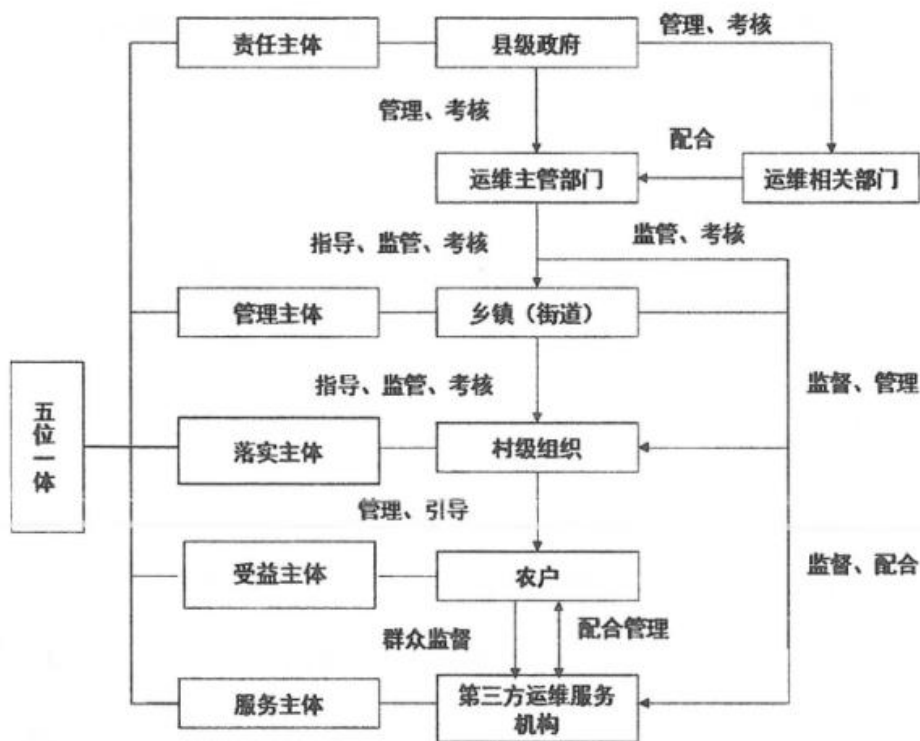 责任主体
县级政府
管理、考核
管理、考核
配合
运维主管部门
运维相关部门
指导、监管、考核
监管、考核
管理主体
乡镇（街道）
指导、监管、考核
监督、管理
五位一体
落实主体
村级组织
管理、引导
受益主体
农户
监督、配合
群众监督
配合管理
服务主体
第三方运维服务
机构